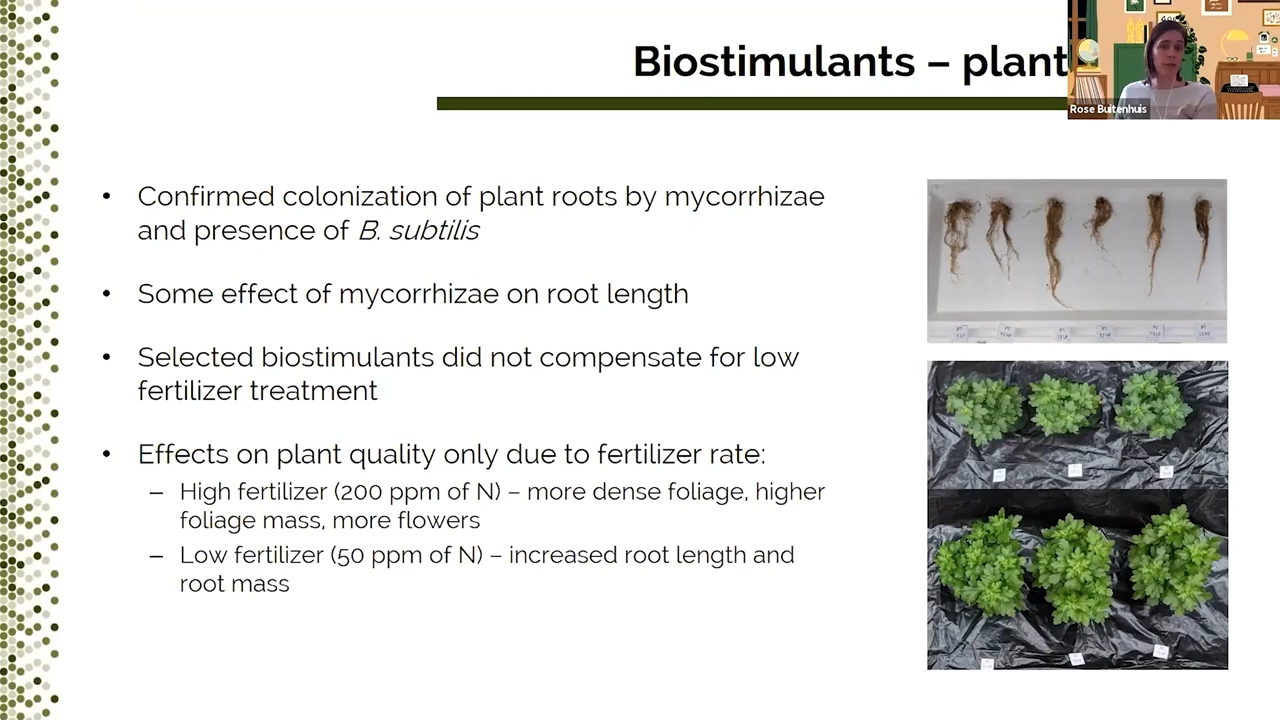 Biostimulants – plant
Rose Buitenhuis
• Confirmed colonization of plant roots by mycorrhizae
and presence of B. subtilis
• Some effect of mycorrhizae on root length
• Selected biostimulants did not compensate for low
fertilizer treatment
• Effects on plant quality only due to fertilizer rate:
– High fertilizer (200 ppm of N) – more dense foliage, higher
foliage mass, more flowers
– Low fertilizer (50 ppm of N) – increased root length and
root mass